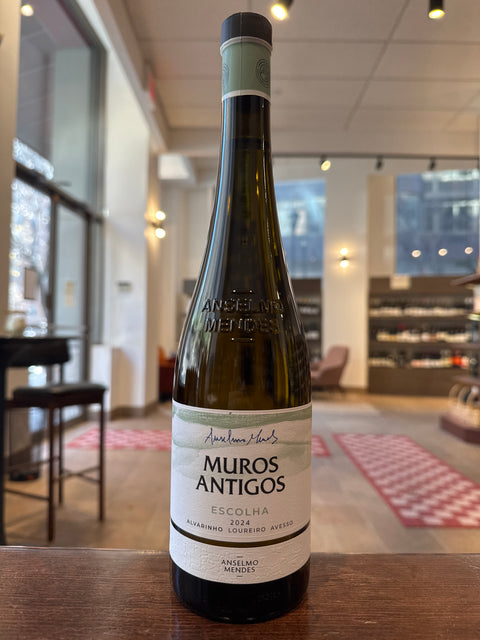 ANSELMO
MENDES
Anselmo Mendes
MUROS
ANTIGOS
ESCOLHA
2024
ALVARINHO LOUREIRO AVESSO
ANSELMO
MENDES